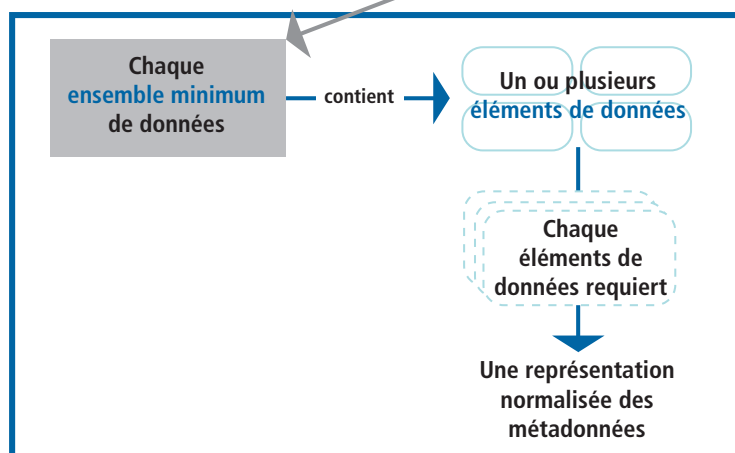 Chaque
ensemble minimum
de données
contient
Un ou plusieurs
éléments de données
Chaque
éléments de
données requiert
Une représentation
normalisée des
métadonnées